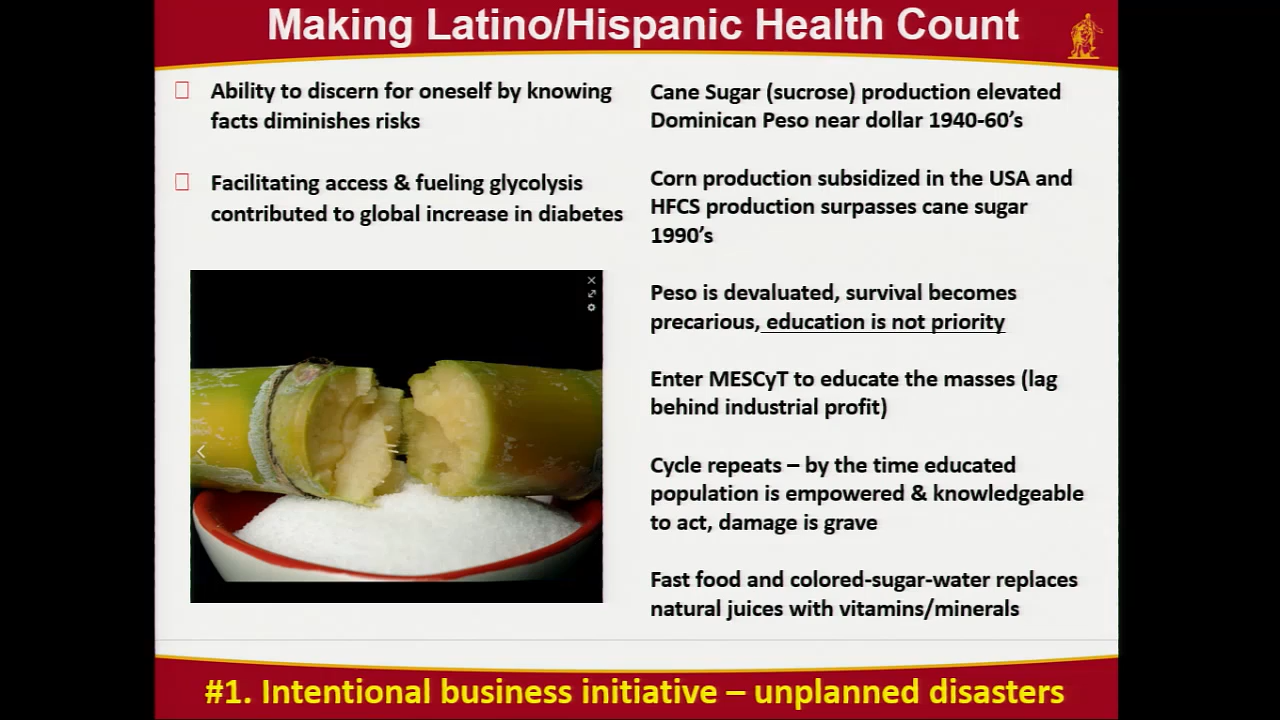 Making Latino/Hispanic Health Count
Ability to discern for oneself by knowing
facts diminishes risks
Facilitating access & fueling glycolysis
contributed to global increase in diabetes
Cane Sugar (sucrose) production elevated
Dominican Peso near dollar 1940-60’s
Corn production subsidized in the USA and
HFCS production surpasses cane sugar
1990’s
Peso is devaluated, survival becomes
precarious, education is not priority
Enter MESCyT to educate the masses (lag
behind industrial profit)
Cycle repeats – by the time educated
population is empowered & knowledgeable
to act, damage is grave
Fast food and colored-sugar-water replaces
natural juices with vitamins/minerals
#1. Intentional business initiative – unplanned disasters